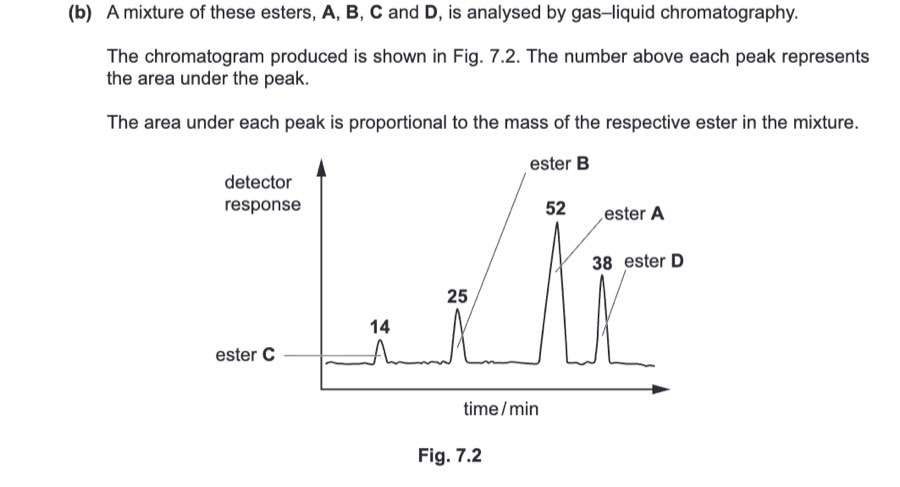 (b) A mixture of these esters, A, B, C and D, is analysed by gas–liquid chromatography.
The chromatogram produced is shown in Fig. 7.2. The number above each peak represents
the area under the peak.
The area under each peak is proportional to the mass of the respective ester in the mixture.
ester B
detector
response
52
ester A
38 ester D
25
14
ester C
time / min
Fig. 7.2